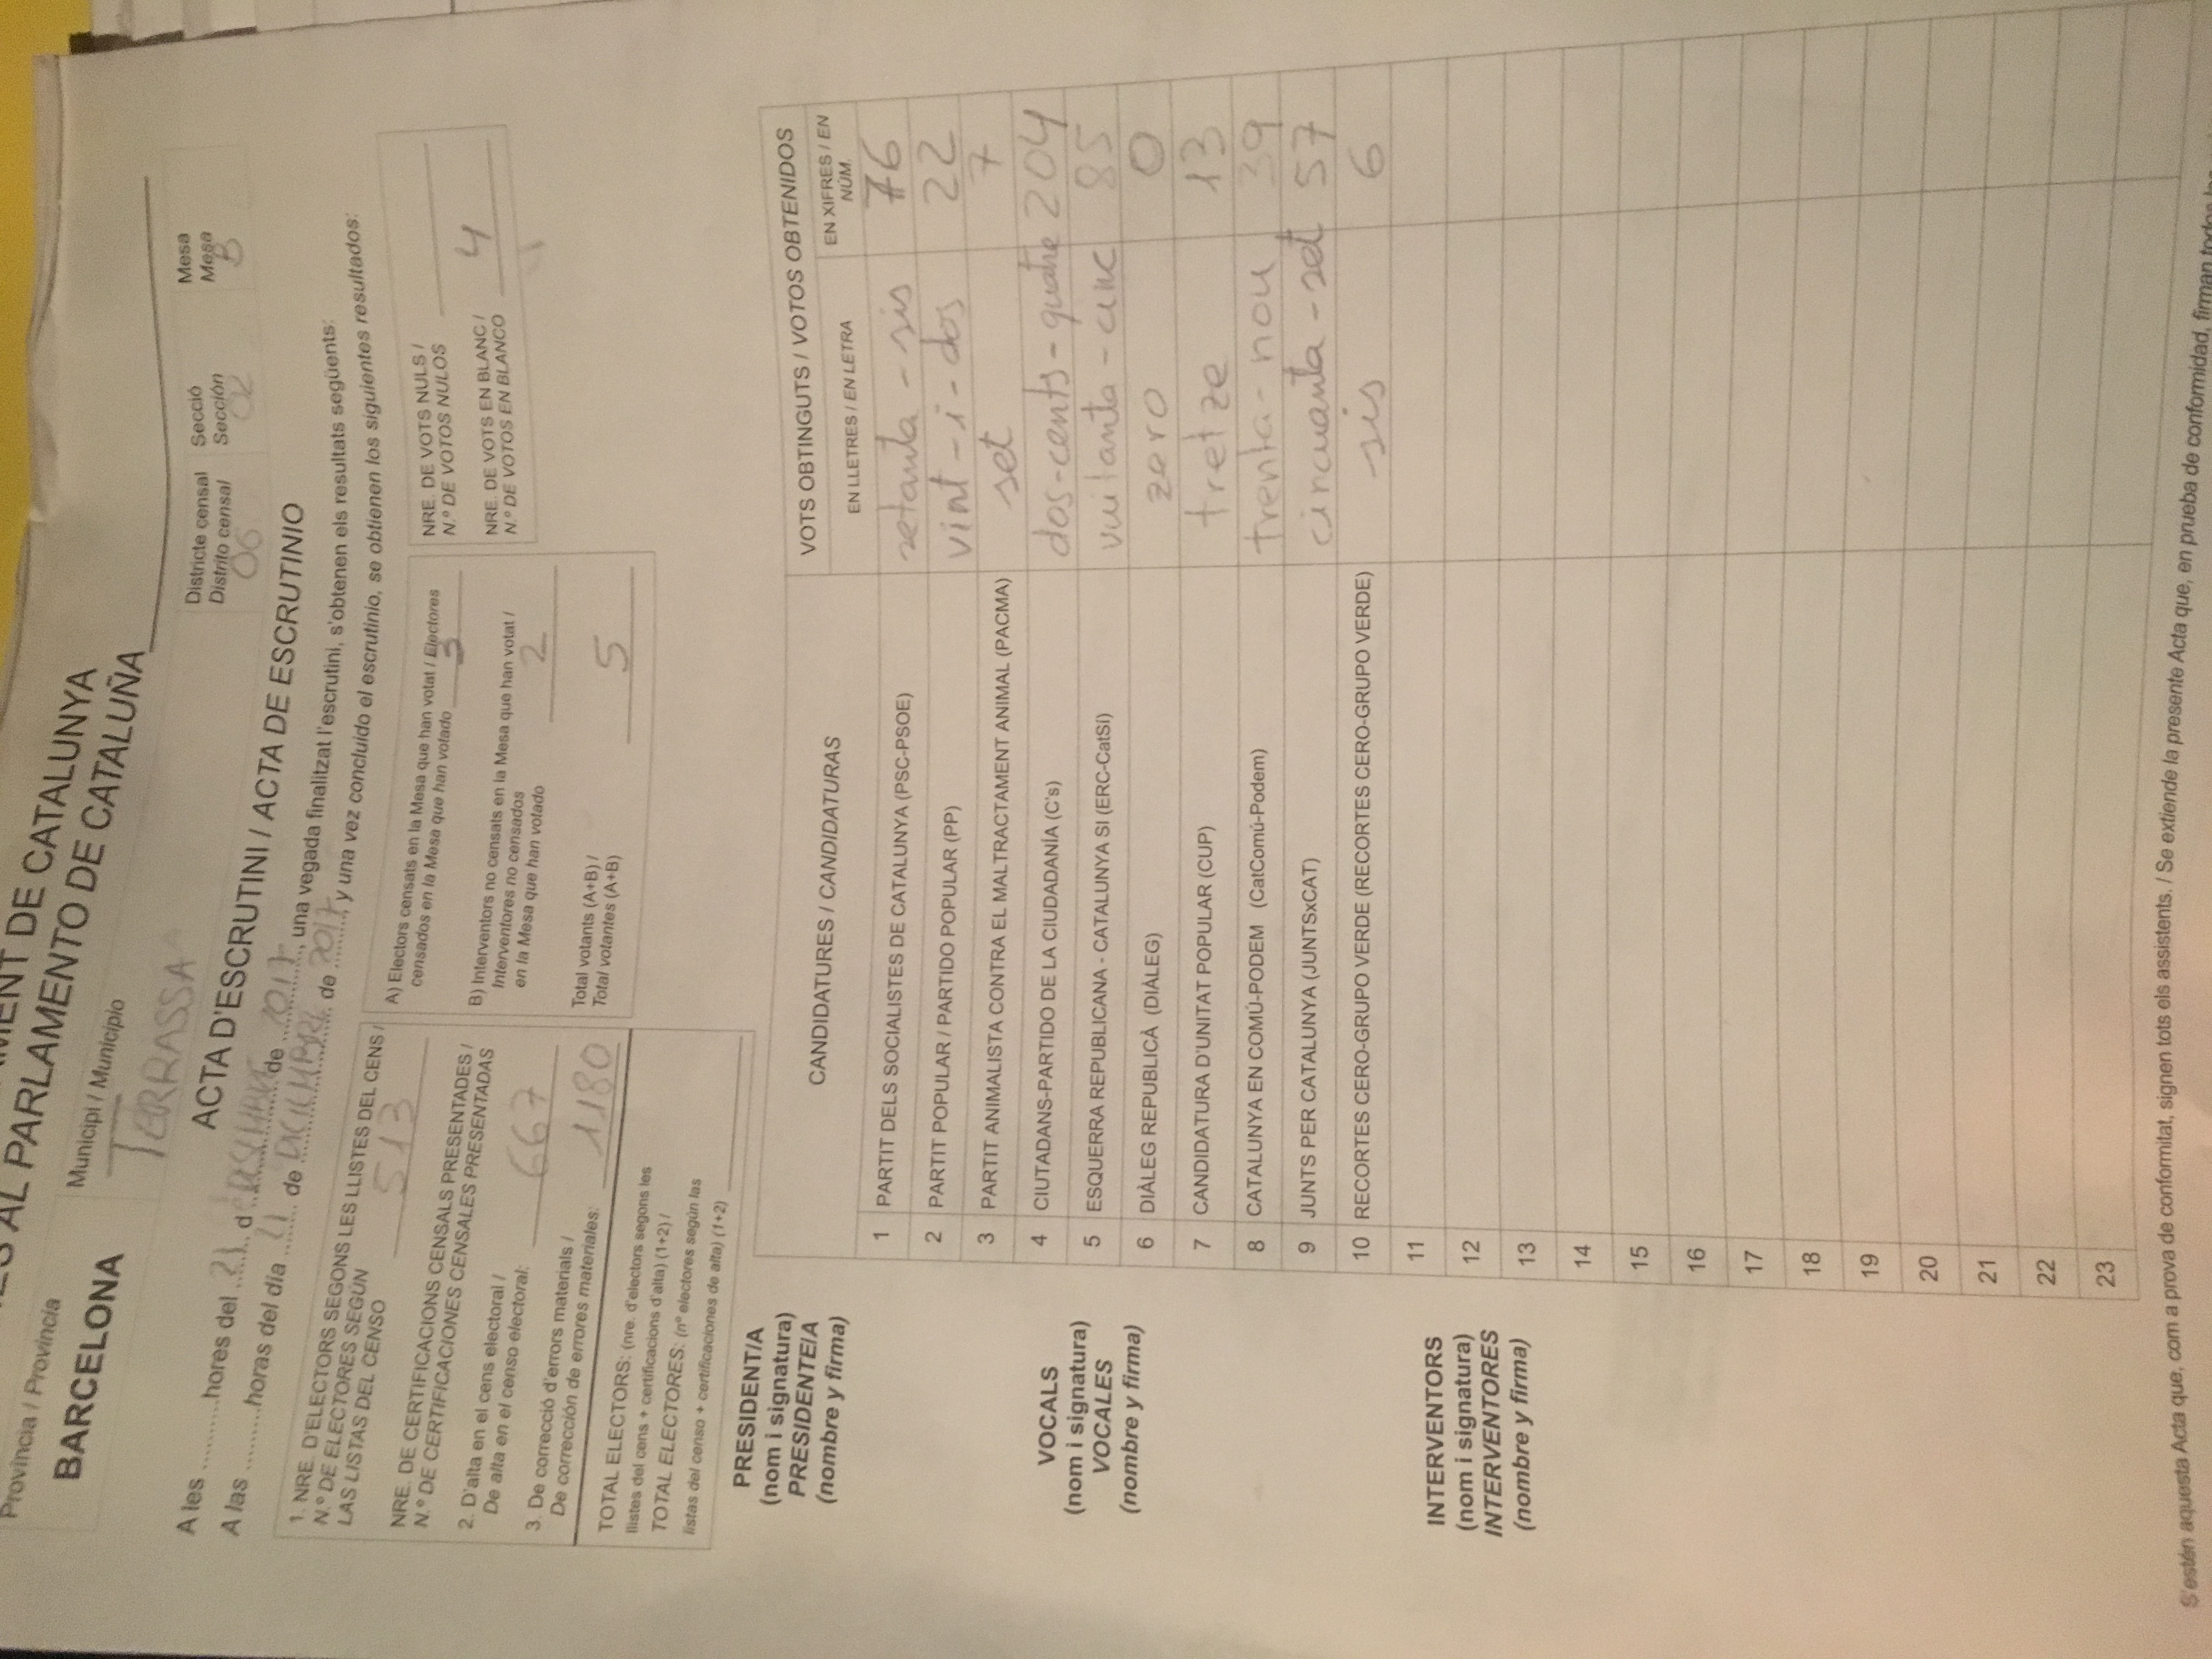 MENT DE CATALUNYA
ES AL PARLAMENTO DE CATALUÑA
Provincia / Provincia
BARCELONA
Municipi / Municipio
TERRASSA
Districte censal
Distrito censal
06
Secció
Sección
02
Mesa
Mesa
B
ACTA D'ESCRUTINI / ACTA DE ESCRUTINIO
A les ..........hores del 21 d de 2017, una vegada finalitzat l'escrutini, s'obtenen els resultats següents:
A las .........horas del día 21 de DICIEMBRE de 2017, y una vez concluido el escrutinio, se obtienen los siguientes resultados:
1. NRE. D'ELECTORS SEGONS LES LLISTES DEL CENS /
N.º DE ELECTORES SEGÚN
LAS LISTAS DEL CENSO 513
NRE. DE CERTIFICACIONS CENSALS PRESENTADES /
N.º DE CERTIFICACIONES CENSALES PRESENTADAS
2. D'alta en el cens electoral /
De alta en el censo electoral: 667
3. De correcció d'errors materials /
De corrección de errores materiales: 1180
TOTAL ELECTORS: (nre. d'electors segons les
llistes del cens + certificacions d'alta) (1+2) /
TOTAL ELECTORES: (nº electores según las
listas del censo + certificaciones de alta) (1+2)
A) Electors censats en la Mesa que han votat / Electores
censados en la Mesa que han votado 3
B) Interventors no censats en la Mesa que han votat /
Interventores no censados
en la Mesa que han votado 2
Total votants (A+B) /
Total votantes (A+B) 5
NRE. DE VOTS NULS /
N.º DE VOTOS NULOS
NRE. DE VOTS EN BLANC /
N.º DE VOTOS EN BLANCO 4
PRESIDENT/A
(nom i signatura)
PRESIDENTE/A
(nombre y firma)
VOCALS
(nom i signatura)
VOCALES
(nombre y firma)
INTERVENTORS
(nom i signatura)
INTERVENTORES
(nombre y firma)
CANDIDATURES / CANDIDATURAS
VOTS OBTINGUTS / VOTOS OBTENIDOS
EN LLETRES / EN LETRA
EN XIFRES / EN
NÚM.
1 PARTIT DELS SOCIALISTES DE CATALUNYA (PSC-PSOE) setanta - sis 76
2 PARTIT POPULAR / PARTIDO POPULAR (PP) vint - i - dos 22
3 PARTIT ANIMALISTA CONTRA EL MALTRACTAMENT ANIMAL (PACMA) set 7
4 CIUTADANS-PARTIDO DE LA CIUDADANÍA (C's) dos-cents - quatre 204
5 ESQUERRA REPUBLICANA - CATALUNYA SI (ERC-CatSí) vuitanta - cinc 85
6 DIÀLEG REPUBLICÀ (DIÀLEG) zero 0
7 CANDIDATURA D'UNITAT POPULAR (CUP) tretze 13
8 CATALUNYA EN COMÚ-PODEM (CatComú-Podem) trenta - nou 39
9 JUNTS PER CATALUNYA (JUNTSxCAT) cincuanta - set 57
10 RECORTES CERO-GRUPO VERDE (RECORTES CERO-GRUPO VERDE) sis 6
11
12
13
14
15
16
17
18
19
20
21
22
23
S'estén aquesta Acta que, com a prova de conformitat, signen tots els assistents. / Se extiende la presente Acta que, en prueba de conformidad, firman todos